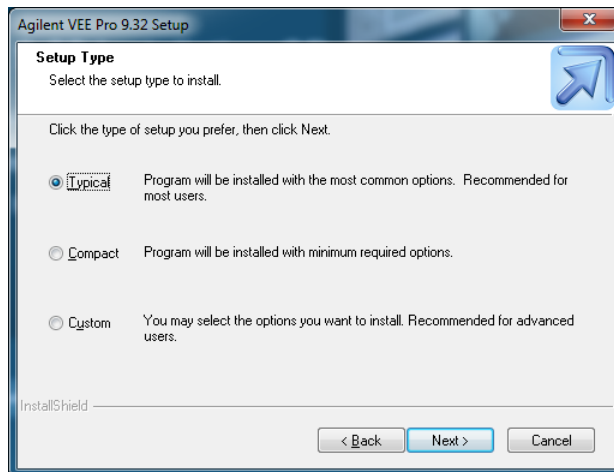 Agilent VEE Pro 9.32 Setup
Setup Type
Select the setup type to install.
Click the type of setup you prefer, then click Next.
Typical
Program will be installed with the most common options. Recommended for
most users.
Compact
Program will be installed with minimum required options.
Custom
You may select the options you want to install. Recommended for advanced
users.
InstallShield
< Back
Next >
Cancel